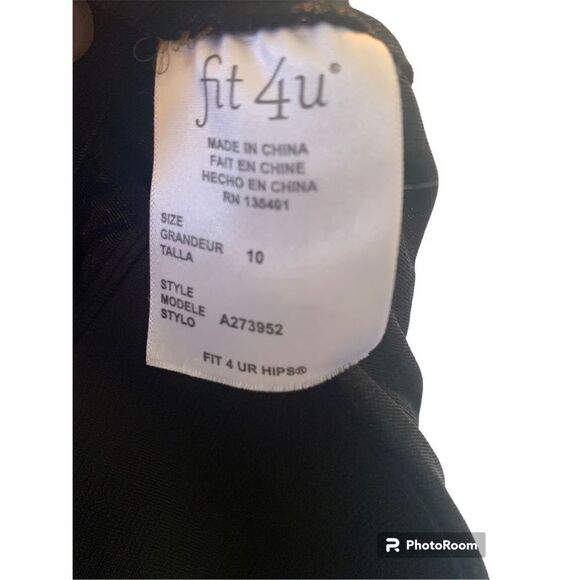 fit 4u®
MADE IN CHINA
FAIT EN CHINE
HECHO EN CHINA
RN 135401
SIZE
GRANDEUR 10
TALLA
STYLE
MODELE A273952
STYLO
FIT 4 UR HIPS®
PhotoRoom